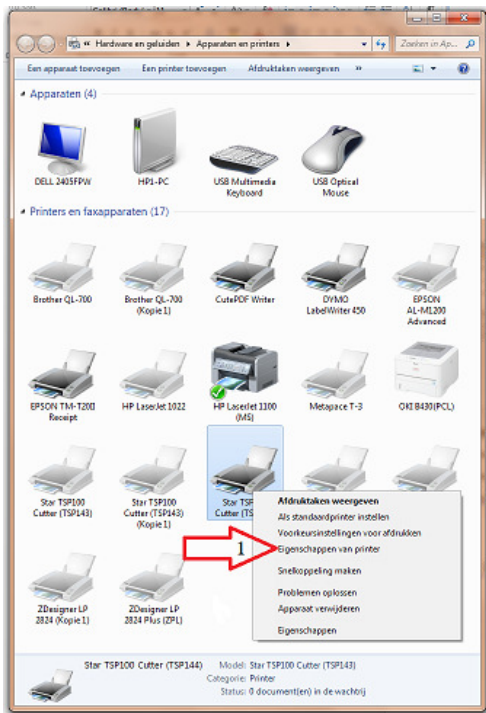 Hardware en geluiden ▸ Apparaten en printers ▸
Zoeken in Ap...
Een apparaat toevoegen Een printer toevoegen Afdruktaken weergeven »
Apparaten (4)
DELL 2405FPW
HP1-PC
USB Multimedia
Keyboard
USB Optical
Mouse
Printers en faxapparaten (17)
Brother QL-700
Brother QL-700
(Kopie 1)
CutePDF Writer
DYMO
LabelWriter 450
EPSON
AL-M1200
Advanced
EPSON TM-T20II
Receipt
HP LaserJet 1022
HP LaserJet 1100
(MS)
Metapace T-3
OKI B430(PCL)
Star TSP100
Cutter (TSP143)
Star TSP100
Cutter (TSP143)
(Kopie 1)
Star TSP
Cutter (TS
Afdruktaken weergeven
Als standaardprinter instellen
Voorkeursinstellingen voor afdrukken
1
Eigenschappen van printer
Snelkoppeling maken
Problemen oplossen
Apparaat verwijderen
Eigenschappen
ZDesigner LP
2824 (Kopie 1)
ZDesigner LP
2824 Plus (ZPL)
Star TSP100 Cutter (TSP144) Model: Star TSP100 Cutter (TSP143)
Categorie: Printer
Status: 0 document(en) in de wachtrij